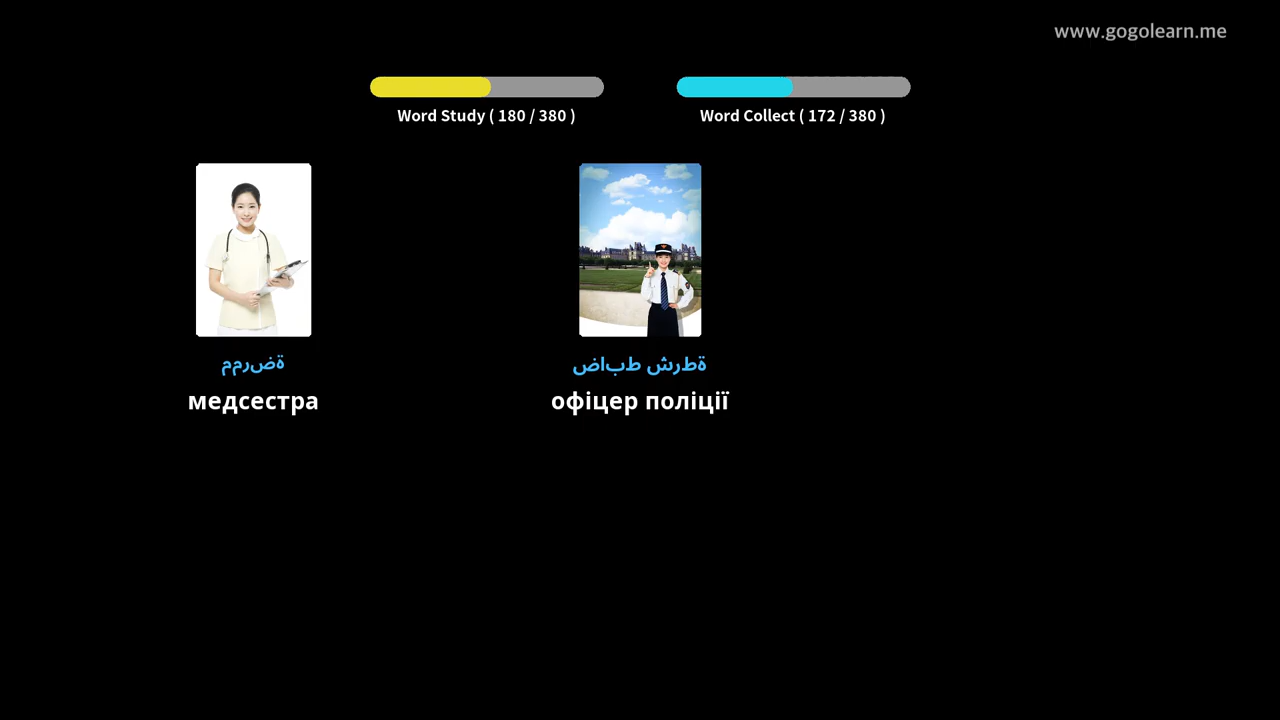 www.gogolearn.me
Word Study ( 180 / 380 )
Word Collect ( 172 / 380 )
ةضرمم
медсестра
ةطرش طباض
офіцер поліції